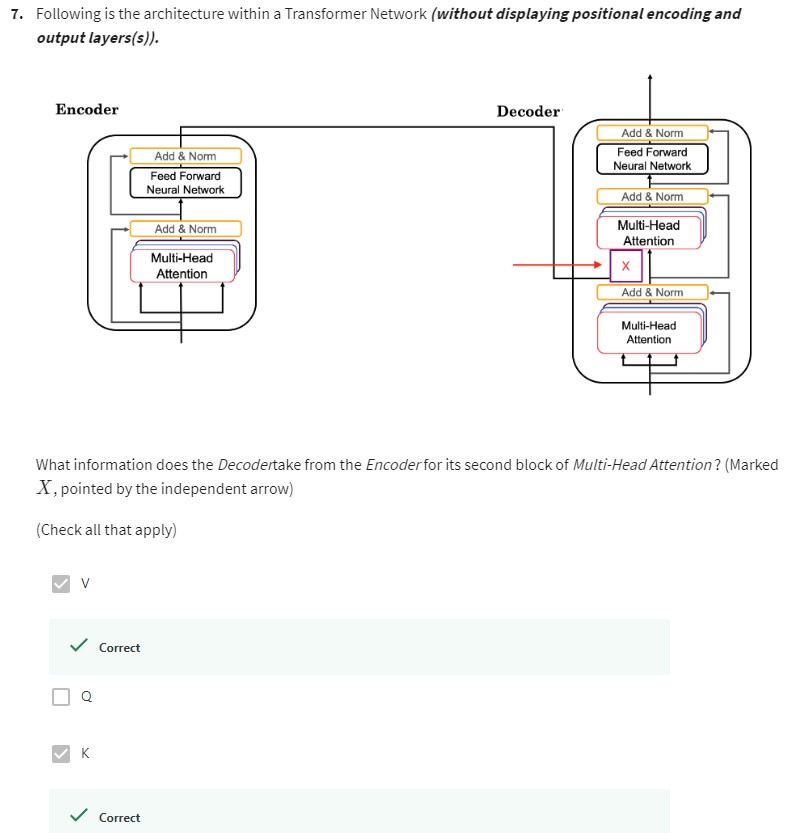 7. Following is the architecture within a Transformer Network (without displaying positional encoding and
output layers(s)).
Encoder
Decoder
Add & Norm
Feed Forward
Neural Network
Add & Norm
Multi-Head
Attention
Add & Norm
Feed Forward
Neural Network
Add & Norm
Multi-Head
Attention
X
Add & Norm
Multi-Head
Attention
What information does the Decodertake from the Encoder for its second block of Multi-Head Attention ? (Marked
X, pointed by the independent arrow)
(Check all that apply)
V
Correct
Q
K
Correct